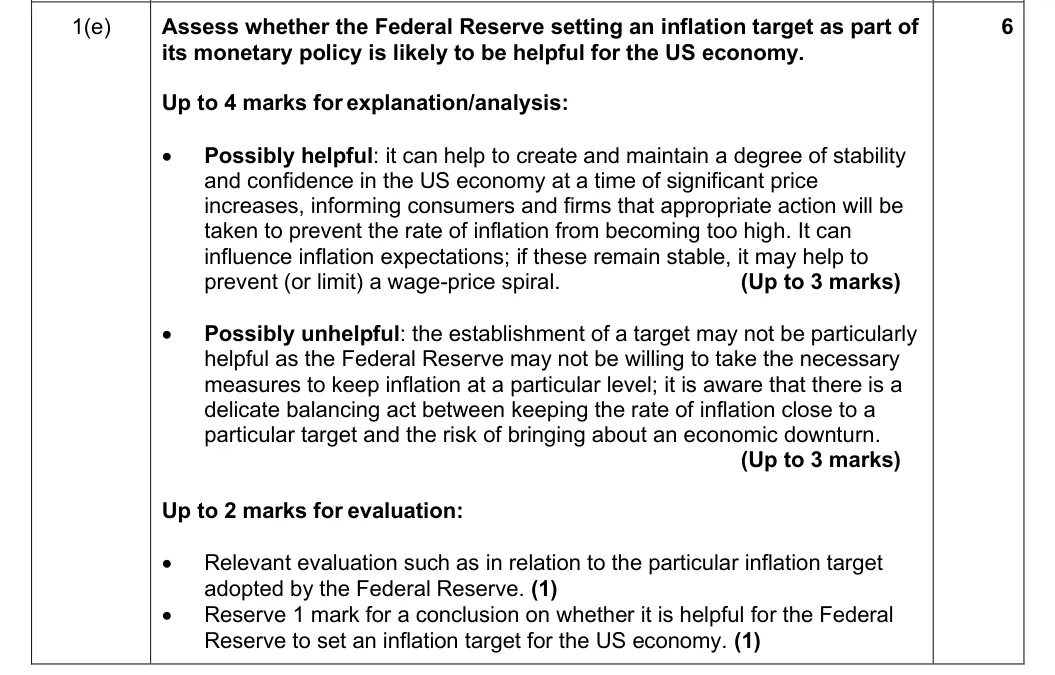 1(e) Assess whether the Federal Reserve setting an inflation target as part of 6
its monetary policy is likely to be helpful for the US economy.
Up to 4 marks for explanation/analysis:
• Possibly helpful: it can help to create and maintain a degree of stability
and confidence in the US economy at a time of significant price
increases, informing consumers and firms that appropriate action will be
taken to prevent the rate of inflation from becoming too high. It can
influence inflation expectations; if these remain stable, it may help to
prevent (or limit) a wage-price spiral. (Up to 3 marks)
• Possibly unhelpful: the establishment of a target may not be particularly
helpful as the Federal Reserve may not be willing to take the necessary
measures to keep inflation at a particular level; it is aware that there is a
delicate balancing act between keeping the rate of inflation close to a
particular target and the risk of bringing about an economic downturn.
(Up to 3 marks)
Up to 2 marks for evaluation:
• Relevant evaluation such as in relation to the particular inflation target
adopted by the Federal Reserve. (1)
• Reserve 1 mark for a conclusion on whether it is helpful for the Federal
Reserve to set an inflation target for the US economy. (1)